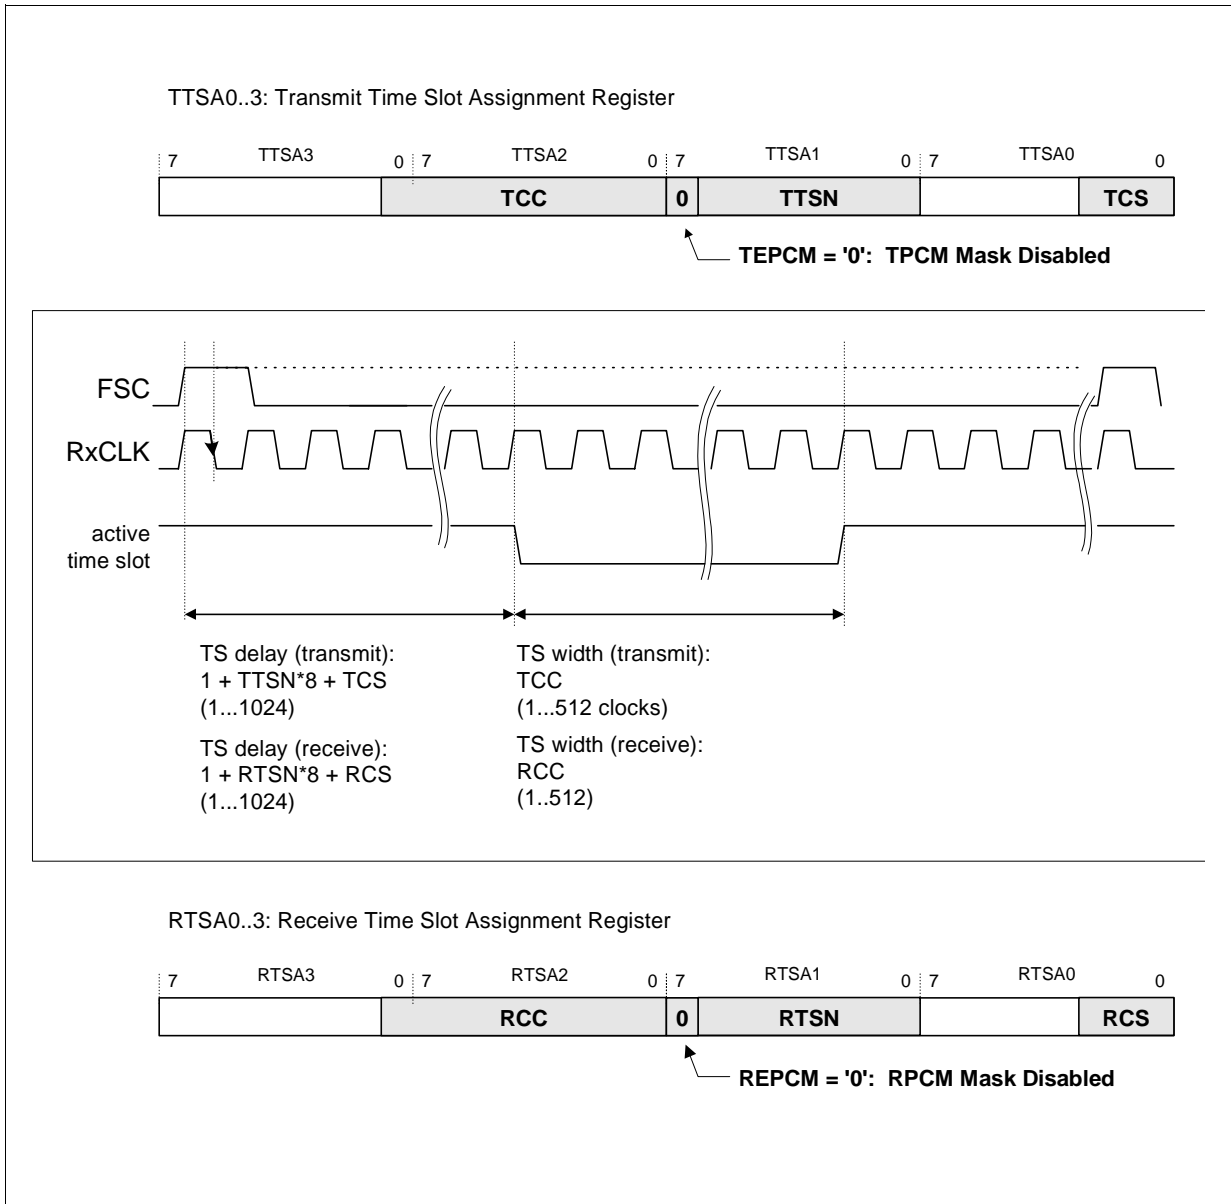 TTSA0..3: Transmit Time Slot Assignment Register
7 TTSA3 0 7 TTSA2 0 7 TTSA1 0 7 TTSA0 0
TCC 0 TTSN TCS
TEPCM = '0': TPCM Mask Disabled
FSC
RxCLK
active
time slot
TS delay (transmit):
1 + TTSN*8 + TCS
(1...1024)
TS width (transmit):
TCC
(1...512 clocks)
TS delay (receive):
1 + RTSN*8 + RCS
(1...1024)
TS width (receive):
RCC
(1..512)
RTSA0..3: Receive Time Slot Assignment Register
7 RTSA3 0 7 RTSA2 0 7 RTSA1 0 7 RTSA0 0
RCC 0 RTSN RCS
REPCM = '0': RPCM Mask Disabled